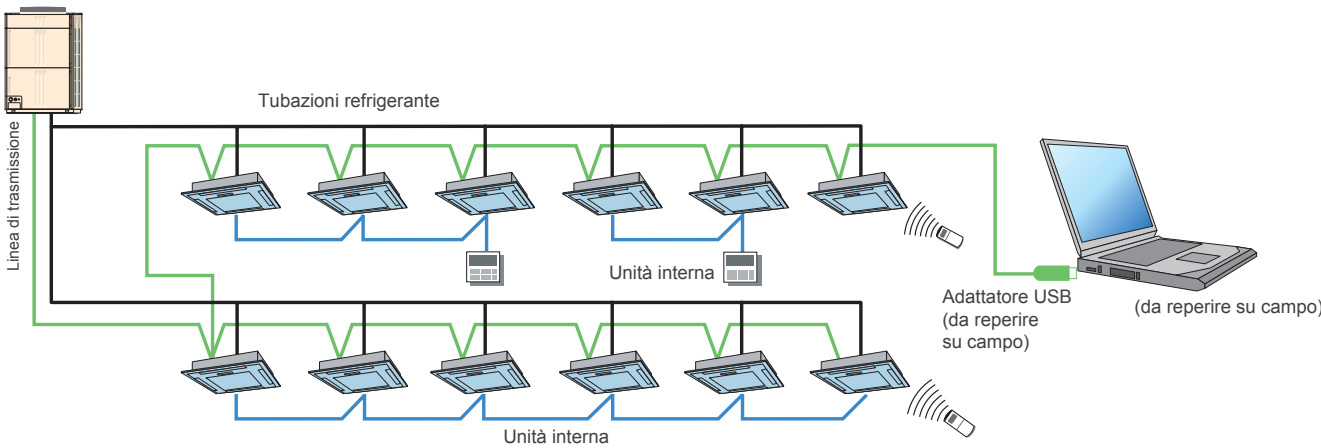 Tubazioni refrigerante
Linea di trasmissione
Unità interna
Adattatore USB
(da reperire
su campo)
(da reperire su campo)
Unità interna